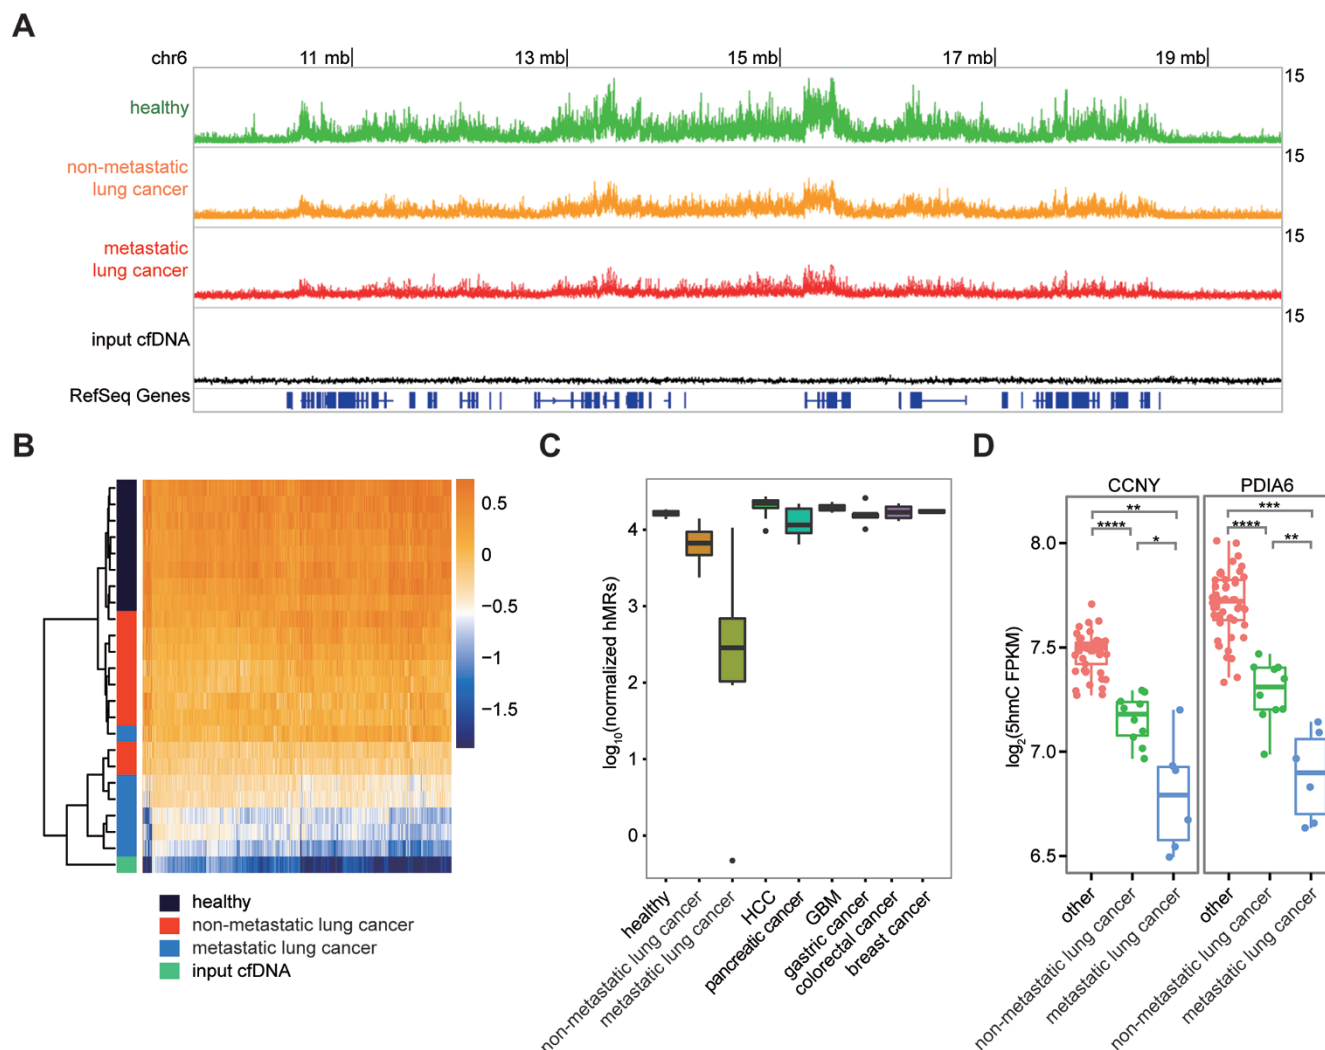 A
chr6 11 mb 13 mb 15 mb 17 mb 19 mb
15
healthy
15
non-metastatic
lung cancer
15
metastatic
lung cancer
15
input cfDNA
RefSeq Genes
B
0.5
0
−0.5
−1
−1.5
healthy
non-metastatic lung cancer
metastatic lung cancer
input cfDNA
C
log10(normalized hMRs)
4
3
2
1
0
healthy
non-metastatic lung cancer
metastatic lung cancer
HCC
pancreatic cancer
GBM
gastric cancer
colorectal cancer
breast cancer
D
CCNY PDIA6
** ***
**** * **** **
log2(5hmC FPKM)
8.0
7.5
7.0
6.5
other
non-metastatic lung cancer
metastatic lung cancer
other
non-metastatic lung cancer
metastatic lung cancer